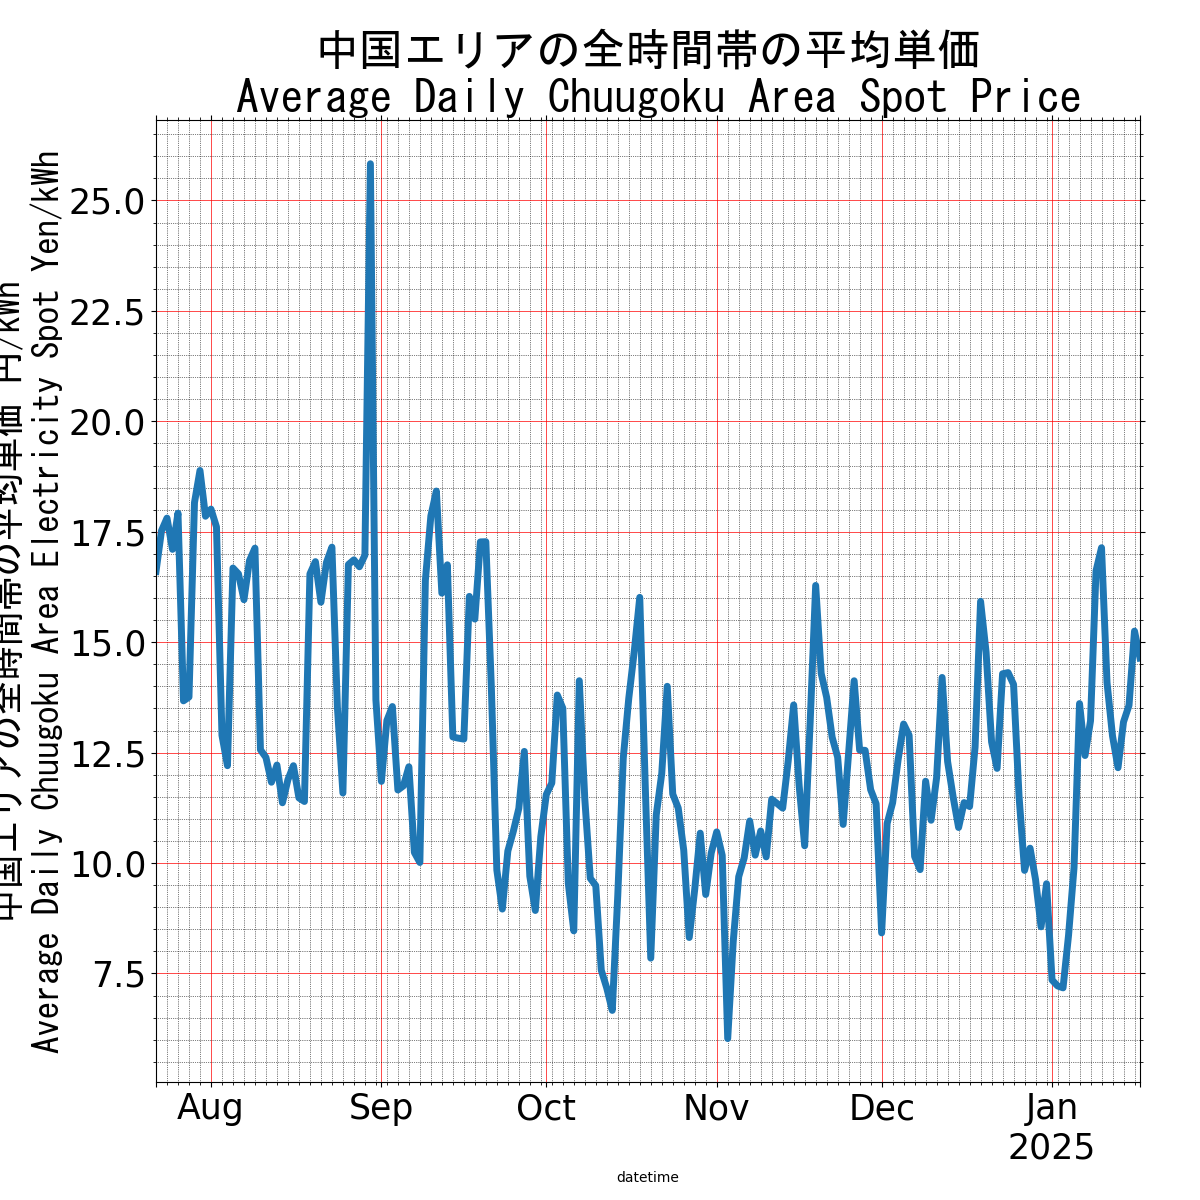 中国エリアの全時間帯の平均単価
Average Daily Chuugoku Area Spot Price
中国エリアの全時間帯の平均単価 円/kWh
Average Daily Chuugoku Area Electricity Spot Yen/kWh
25.0
22.5
20.0
17.5
15.0
12.5
10.0
7.5
Aug Sep Oct Nov Dec Jan
2025
datetime